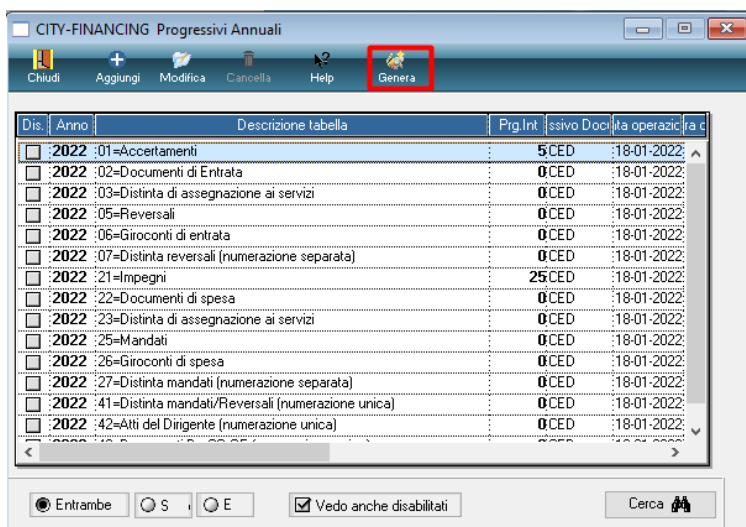 CITY-FINANCING Progressivi Annuali
Chiudi Aggiungi Modifica Cancella Help Genera
Dis. Anno Descrizione tabella Prg.Int ssivo Docu ita operazic ra c
2022 01=Accertamenti 5 CED 18-01-2022
2022 02=Documenti di Entrata 0 CED 18-01-2022
2022 03=Distinta di assegnazione ai servizi 0 CED 18-01-2022
2022 05=Reversali 0 CED 18-01-2022
2022 06=Giroconti di entrata 0 CED 18-01-2022
2022 07=Distinta reversali (numerazione separata) 0 CED 18-01-2022
2022 21=Impegni 25 CED 18-01-2022
2022 22=Documenti di spesa 0 CED 18-01-2022
2022 23=Distinta di assegnazione ai servizi 0 CED 18-01-2022
2022 25=Mandati 0 CED 18-01-2022
2022 26=Giroconti di spesa 0 CED 18-01-2022
2022 27=Distinta mandati (numerazione separata) 0 CED 18-01-2022
2022 41=Distinta mandati/Reversali (numerazione unica) 0 CED 18-01-2022
2022 42=Atti del Dirigente (numerazione unica) 0 CED 18-01-2022
Entrambe S E Vedo anche disabilitati Cerca